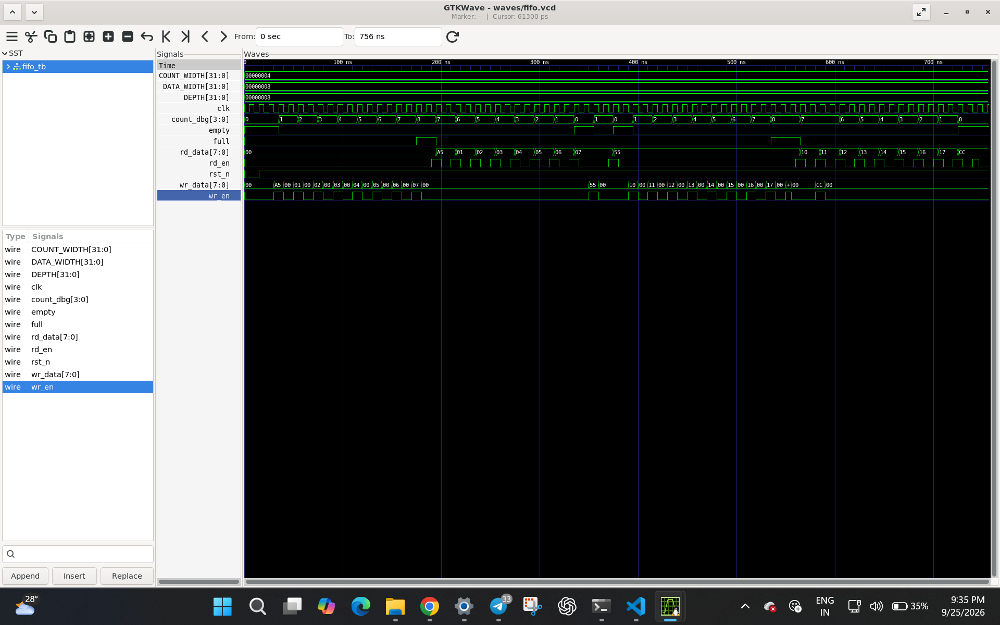 GTKWave - waves/fifo.vcd
Marker: -- | Cursor: 61300 ps
From: 0 sec To: 756 ns
SST
fifo_tb
Type Signals
wire COUNT_WIDTH[31:0]
wire DATA_WIDTH[31:0]
wire DEPTH[31:0]
wire clk
wire count_dbg[3:0]
wire empty
wire full
wire rd_data[7:0]
wire rd_en
wire rst_n
wire wr_data[7:0]
wire wr_en
Append Insert Replace
Signals
Time
COUNT_WIDTH[31:0]
DATA_WIDTH[31:0]
DEPTH[31:0]
clk
count_dbg[3:0]
empty
full
rd_data[7:0]
rd_en
rst_n
wr_data[7:0]
wr_en
Waves
0 100 ns 200 ns 300 ns 400 ns 500 ns 600 ns 700 ns
00000004
00000008
00000008
0 1 2 3 4 5 6 7 8 7 6 5 4 3 2 1 0 1 0 1 2 3 4 5 6 7 8 7 6 5 4 3 2 1 0
00 A5 01 02 03 04 05 06 07 55 10 11 12 13 14 15 16 17 CC
00 A5 00 01 00 02 00 03 00 04 00 05 00 06 00 07 00 55 00 10 00 11 00 12 00 13 00 14 00 15 00 16 00 17 00 + 00 CC 00
28°
33
ENG
IN
35%
9:35 PM
9/25/2026